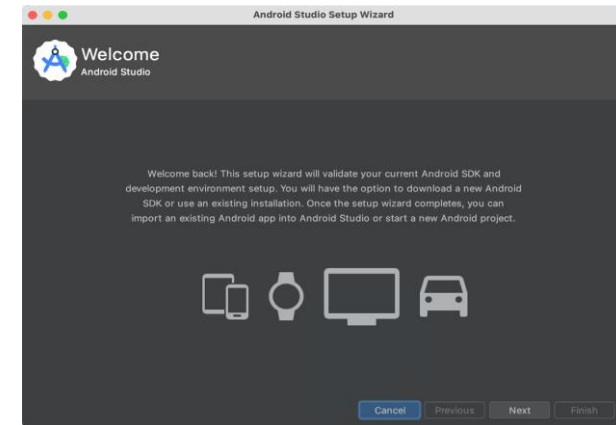 Android Studio Setup Wizard
Welcome
Android Studio
Welcome back! This setup wizard will validate your current Android SDK and
development environment setup. You will have the option to download a new Android
SDK or use an existing installation. Once the setup wizard completes, you can
import an existing Android app into Android Studio or start a new Android project.
Cancel Previous Next Finish